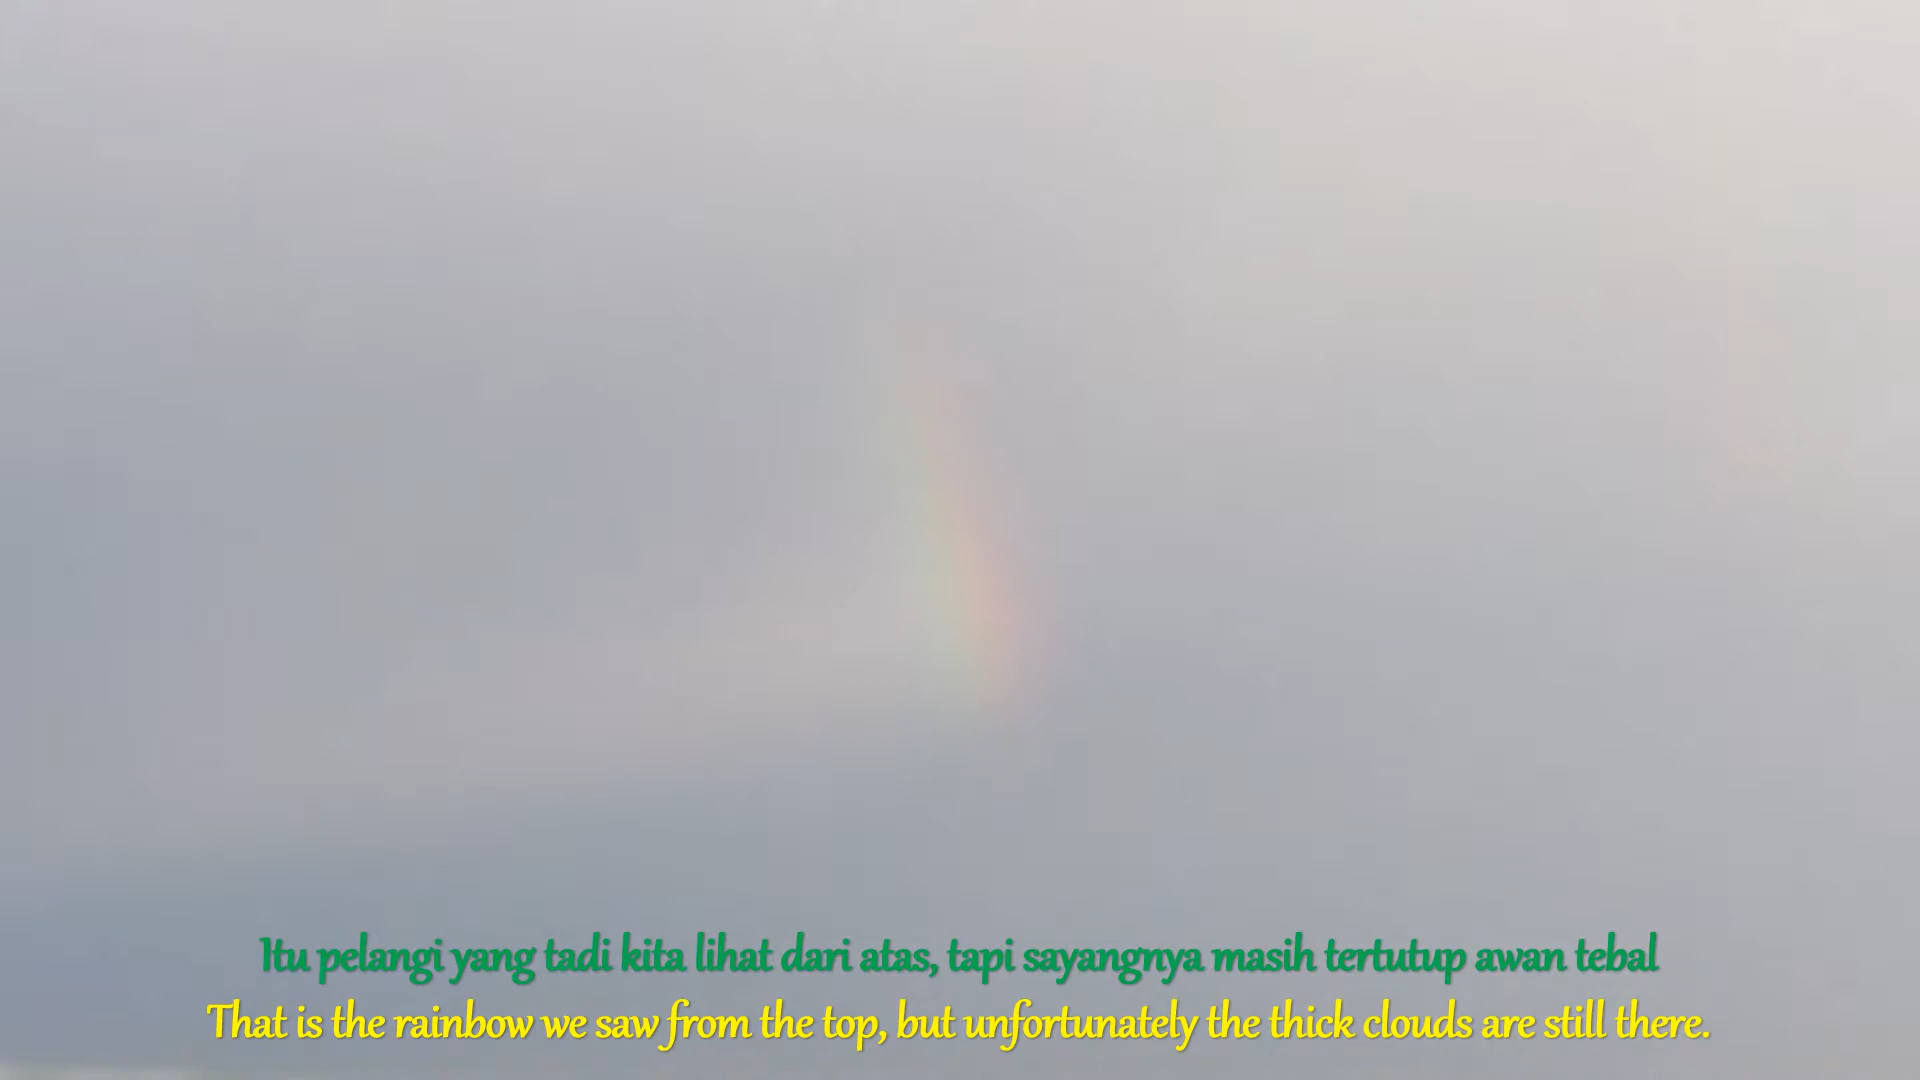 Itu pelangi yang tadi kita lihat dari atas, tapi sayangnya masih tertutup awan tebal
That is the rainbow we saw from the top, but unfortunately the thick clouds are still there.